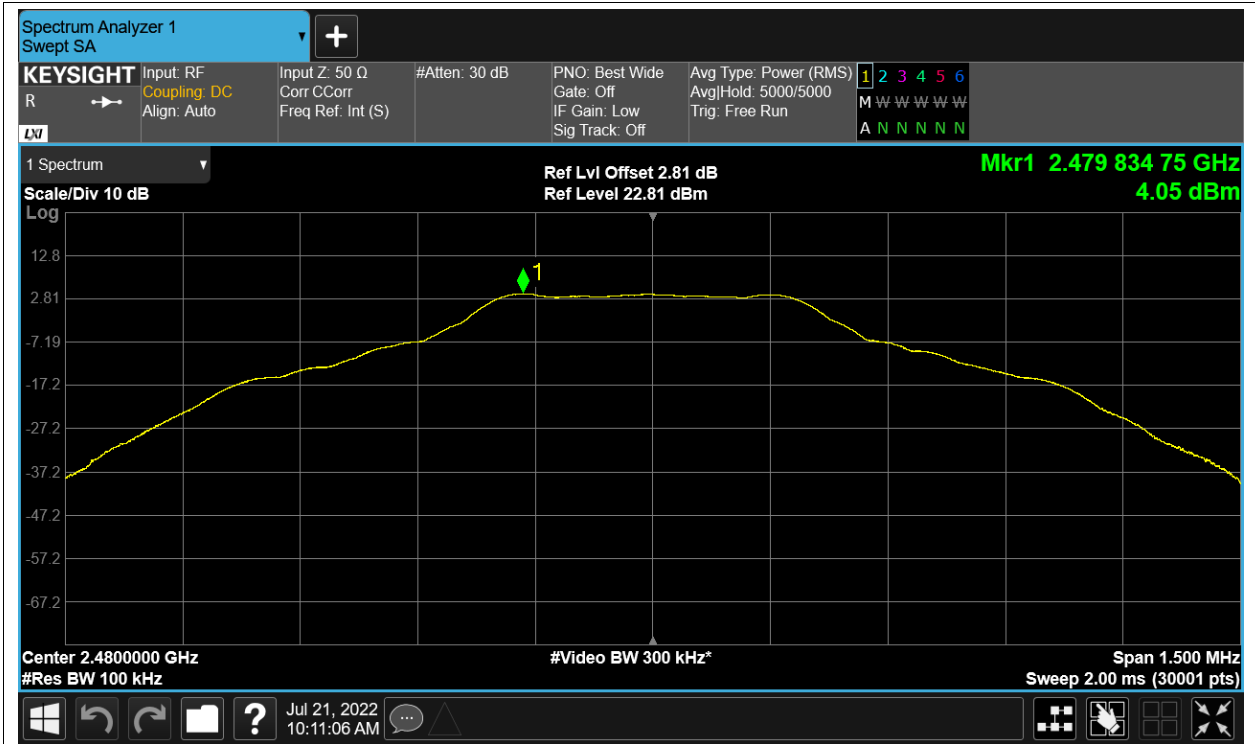 Spectrum Analyzer 1
Swept SA
KEYSIGHT
R
LXI
Input: RF
Coupling: DC
Align: Auto
Input Z: 50 Ω
Corr CCorr
Freq Ref: Int (S)
#Atten: 30 dB
PNO: Best Wide
Gate: Off
IF Gain: Low
Sig Track: Off
Avg Type: Power (RMS)
Avg|Hold: 5000/5000
Trig: Free Run
1 2 3 4 5 6
M W W W W W
A N N N N N
1 Spectrum
Scale/Div 10 dB
Ref Lvl Offset 2.81 dB
Ref Level 22.81 dBm
Mkr1 2.479 834 75 GHz
4.05 dBm
Log
1
12.8
2.81
-7.19
-17.2
-27.2
-37.2
-47.2
-57.2
-67.2
Center 2.4800000 GHz
#Res BW 100 kHz
#Video BW 300 kHz*
Span 1.500 MHz
Sweep 2.00 ms (30001 pts)
?
Jul 21, 2022
10:11:06 AM